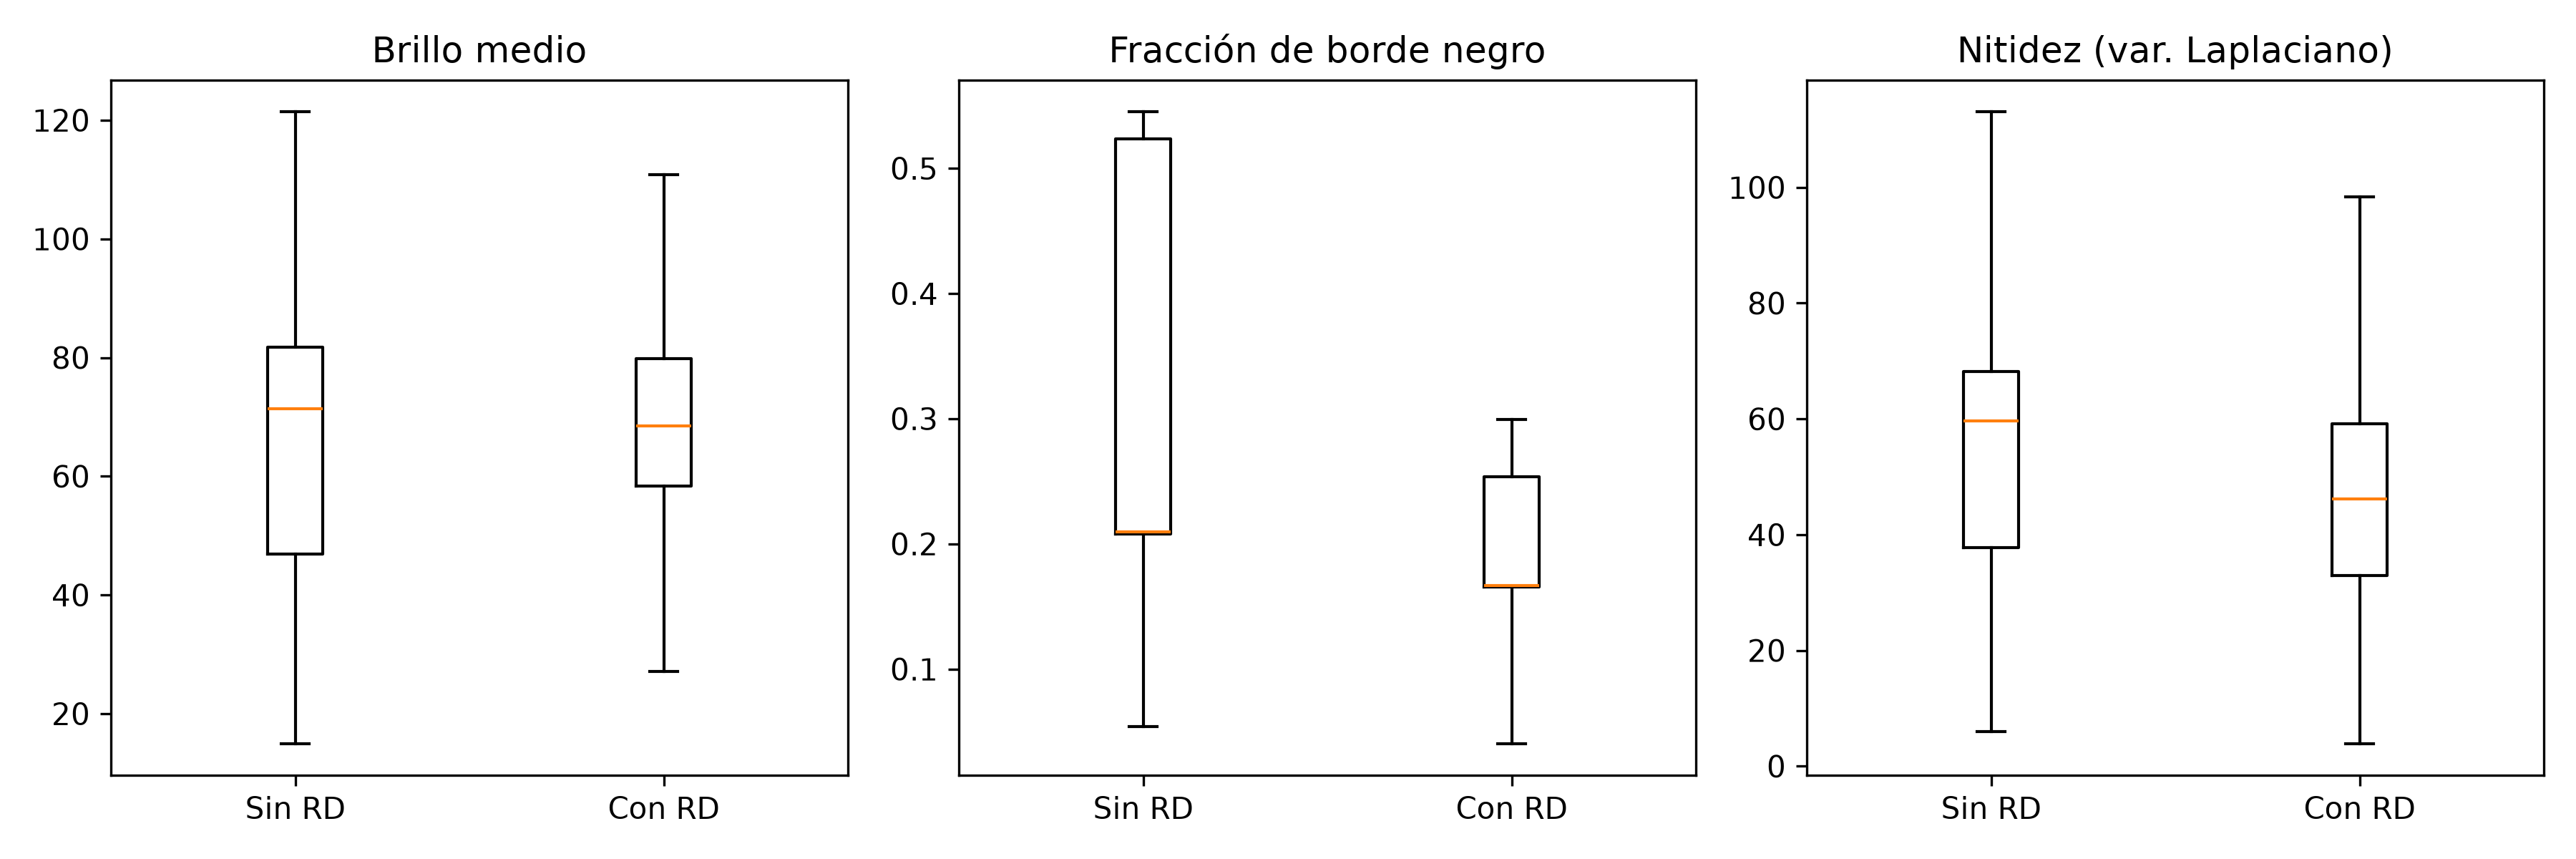 Brillo medio
120
100
80
60
40
20
Sin RD
Con RD
Fracción de borde negro
0.5
0.4
0.3
0.2
0.1
Sin RD
Con RD
Nitidez (var. Laplaciano)
100
80
60
40
20
0
Sin RD
Con RD